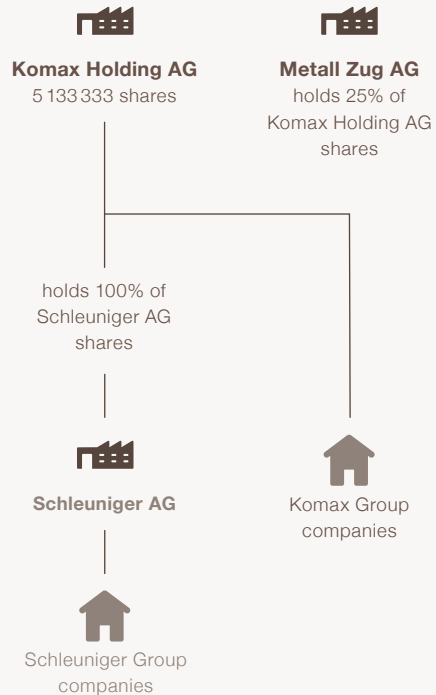 Komax Holding AG
5 133 333 shares
Metall Zug AG
holds 25% of
Komax Holding AG
shares
holds 100% of
Schleuniger AG
shares
Schleuniger AG
Komax Group
companies
Schleuniger Group
companies